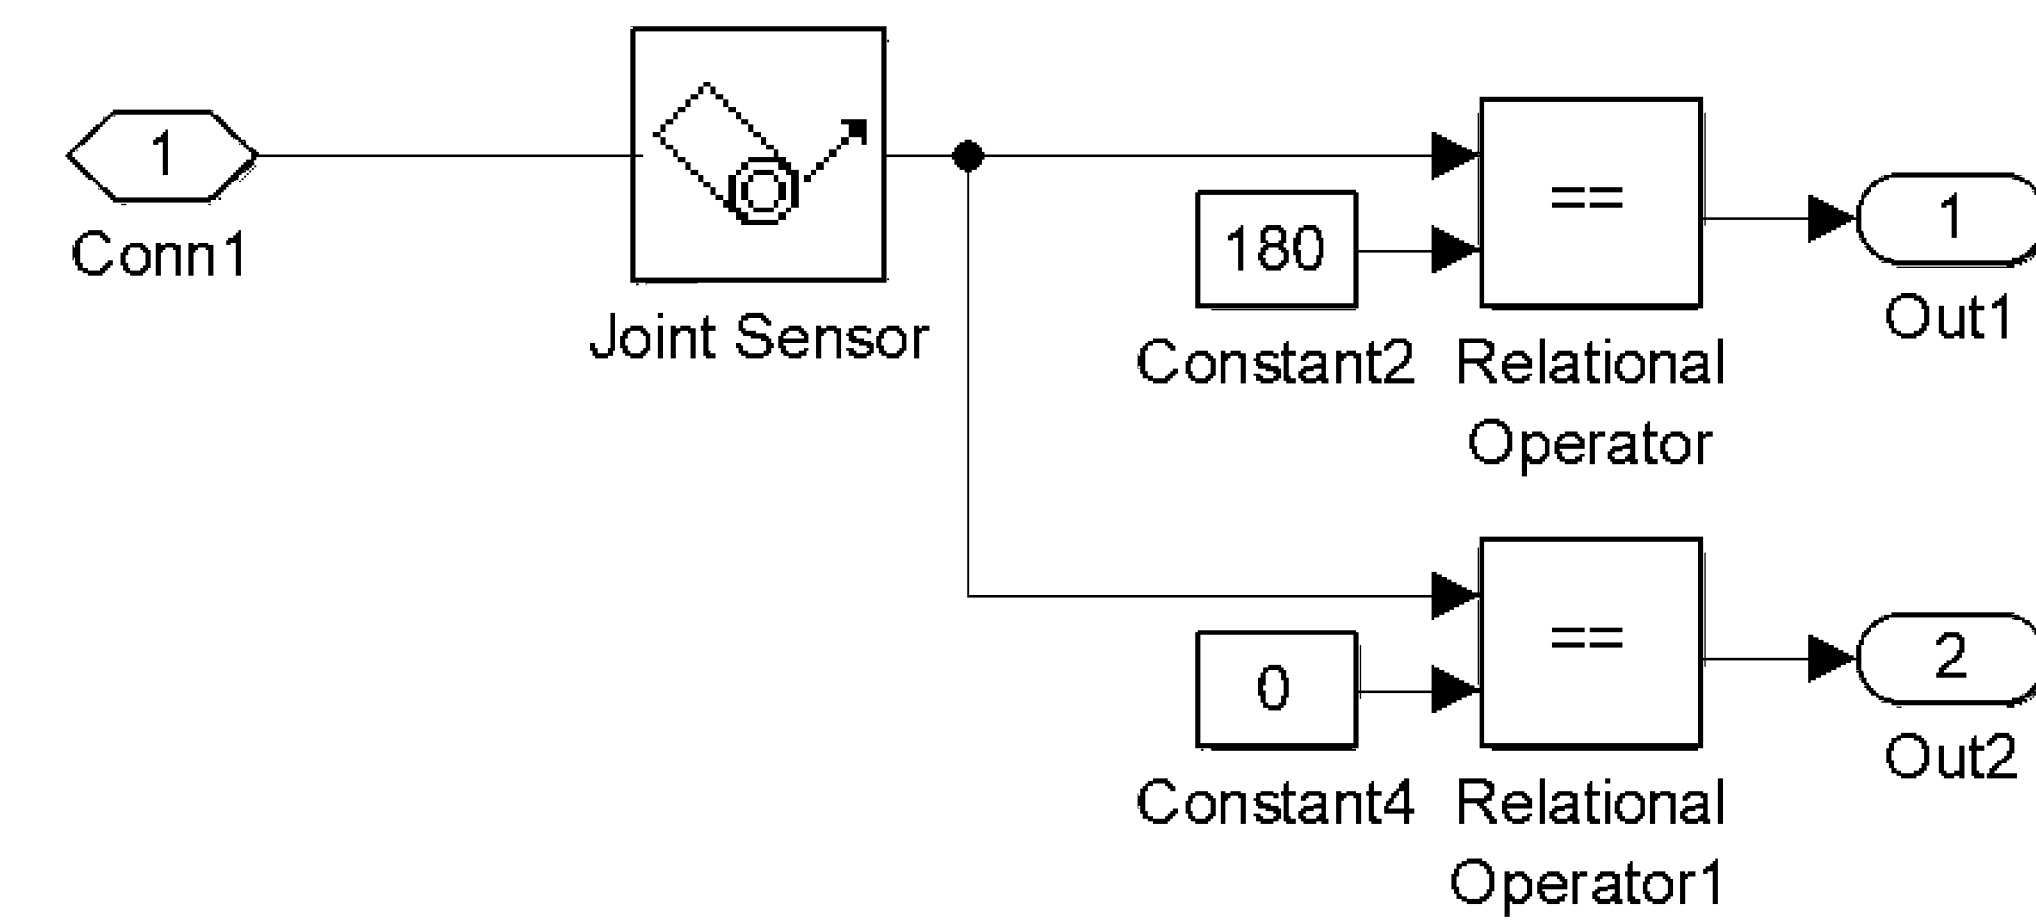 1
Conn1
Joint Sensor
180
Constant2
==
Relational
Operator
1
Out1
0
Constant4
==
Relational
Operator1
2
Out2